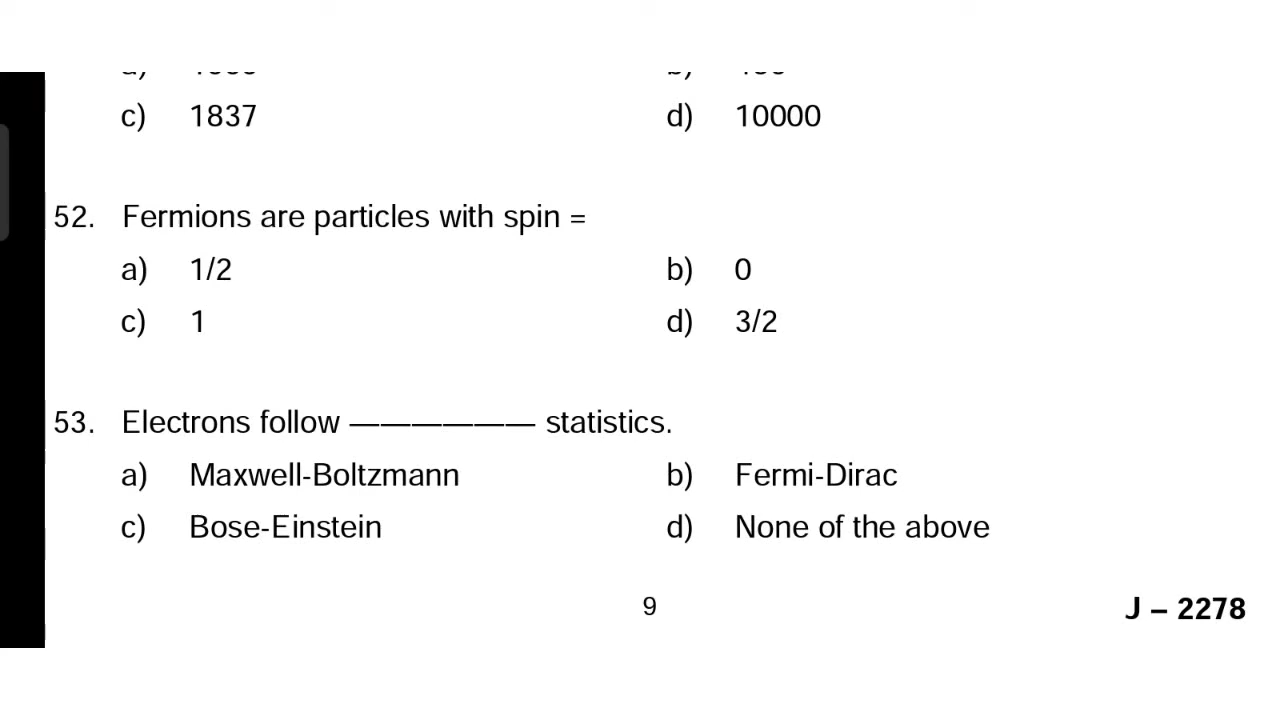 c) 1837 d) 10000
52. Fermions are particles with spin =
a) 1/2 b) 0
c) 1 d) 3/2
53. Electrons follow —————— statistics.
a) Maxwell-Boltzmann b) Fermi-Dirac
c) Bose-Einstein d) None of the above
9 J – 2278